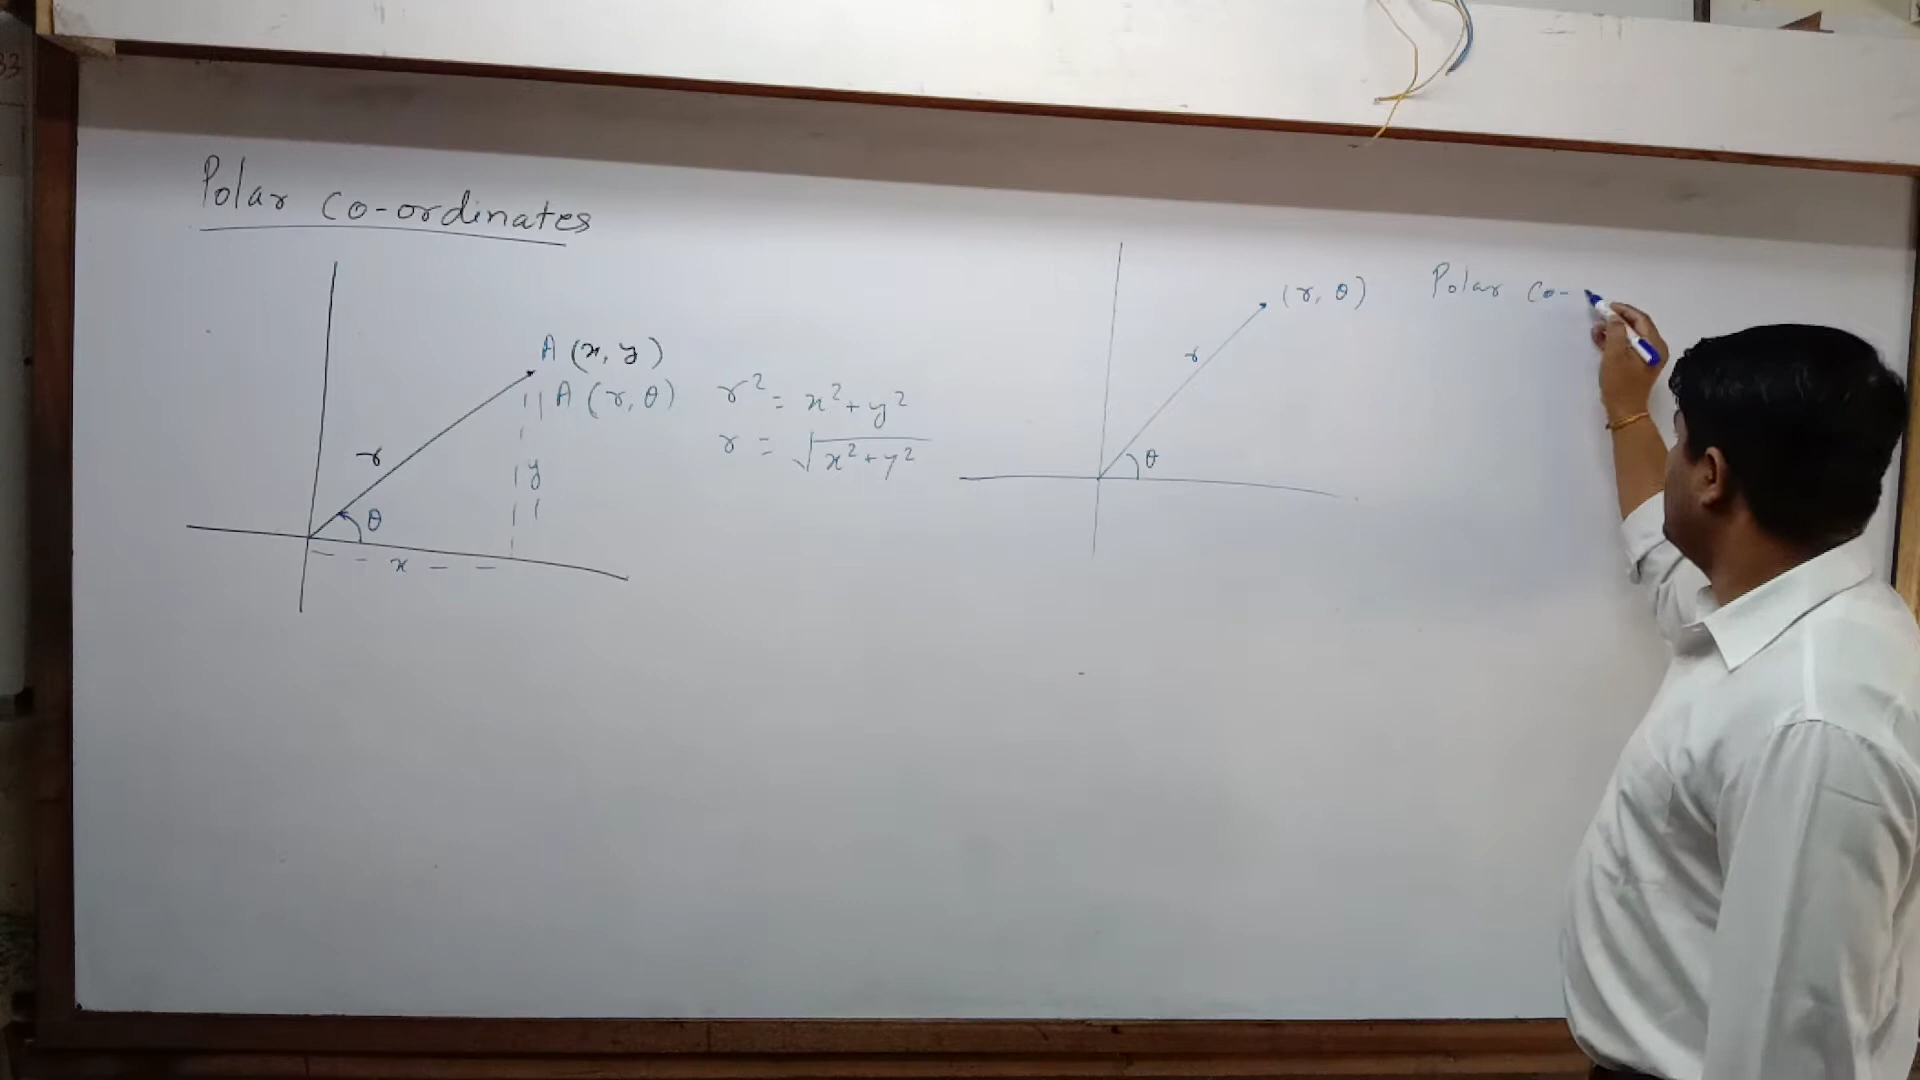 Polar Co-ordinates
A (x, y)
A (r, θ)
r² = x² + y²
r = √x² + y²
r
y
θ
x
(r, θ)
Polar Co-
r
θ